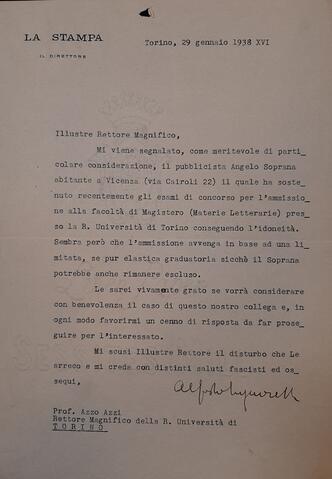 LA STAMPA
IL DIRETTORE
Torino, 29 gennaio 1938 XVI
Illustre Rettore Magnifico,
Mi viene segnalato, come meritevole di parti_
colare considerazione, il pubblicista Angelo Soprana
abitante a Vicenza (via Cairoli 22) il quale ha soste_
nuto recentemente gli esami di concorso per l'ammissio_
ne alla facoltà di Magistero (Materie Letterarie) pres_
so la R. Università di Torino conseguendo l'idoneità.
Sembra però che l'ammissione avvenga in base ad una li_
mitata, se pur elastica graduatoria sicchè il Soprana
potrebbe anche rimanere escluso.
Le sarei vivamente grato se vorrà considerare
con benevolenza il caso di questo nostro collega e, in
ogni modo favorirmi un cenno di risposta da far prose_
guire per l'interessato.
Mi scusi Illustre Rettore il disturbo che Le
arreco e mi creda con distinti saluti fascisti ed os_
sequi,
Prof. Azzo Azzi
Rettore Magnifico della R. Università di
TORINO